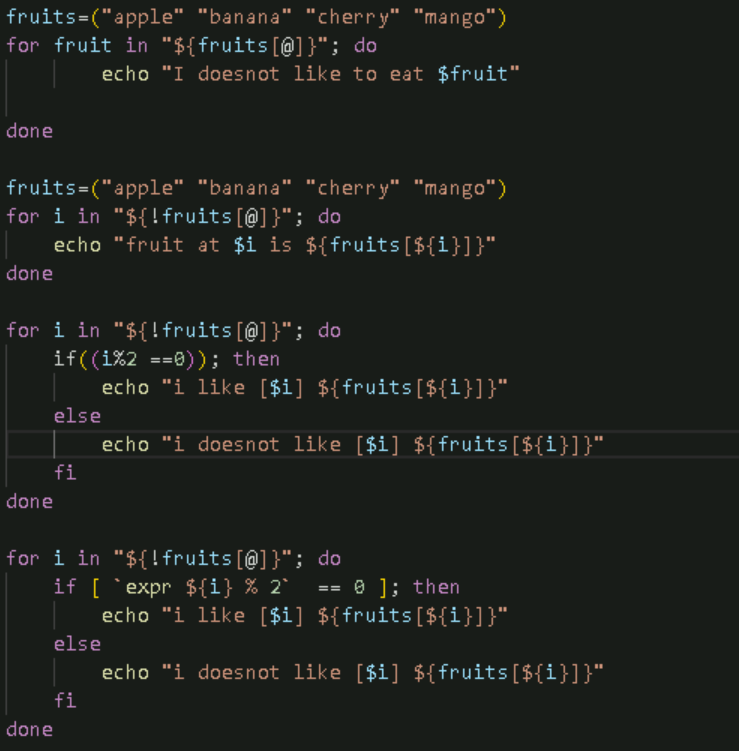 fruits=("apple" "banana" "cherry" "mango")
for fruit in "${fruits[@]}"; do
        echo "I doesnot like to eat $fruit"

done

fruits=("apple" "banana" "cherry" "mango")
for i in "${!fruits[@]}"; do
    echo "fruit at $i is ${fruits[${i}]}"
done

for i in "${!fruits[@]}"; do
    if((i%2 ==0)); then
        echo "i like [$i] ${fruits[${i}]}"
    else
        echo "i doesnot like [$i] ${fruits[${i}]}"
    fi
done

for i in "${!fruits[@]}"; do
    if [ `expr ${i} % 2`  == 0 ]; then
        echo "i like [$i] ${fruits[${i}]}"
    else
        echo "i doesnot like [$i] ${fruits[${i}]}"
    fi
done